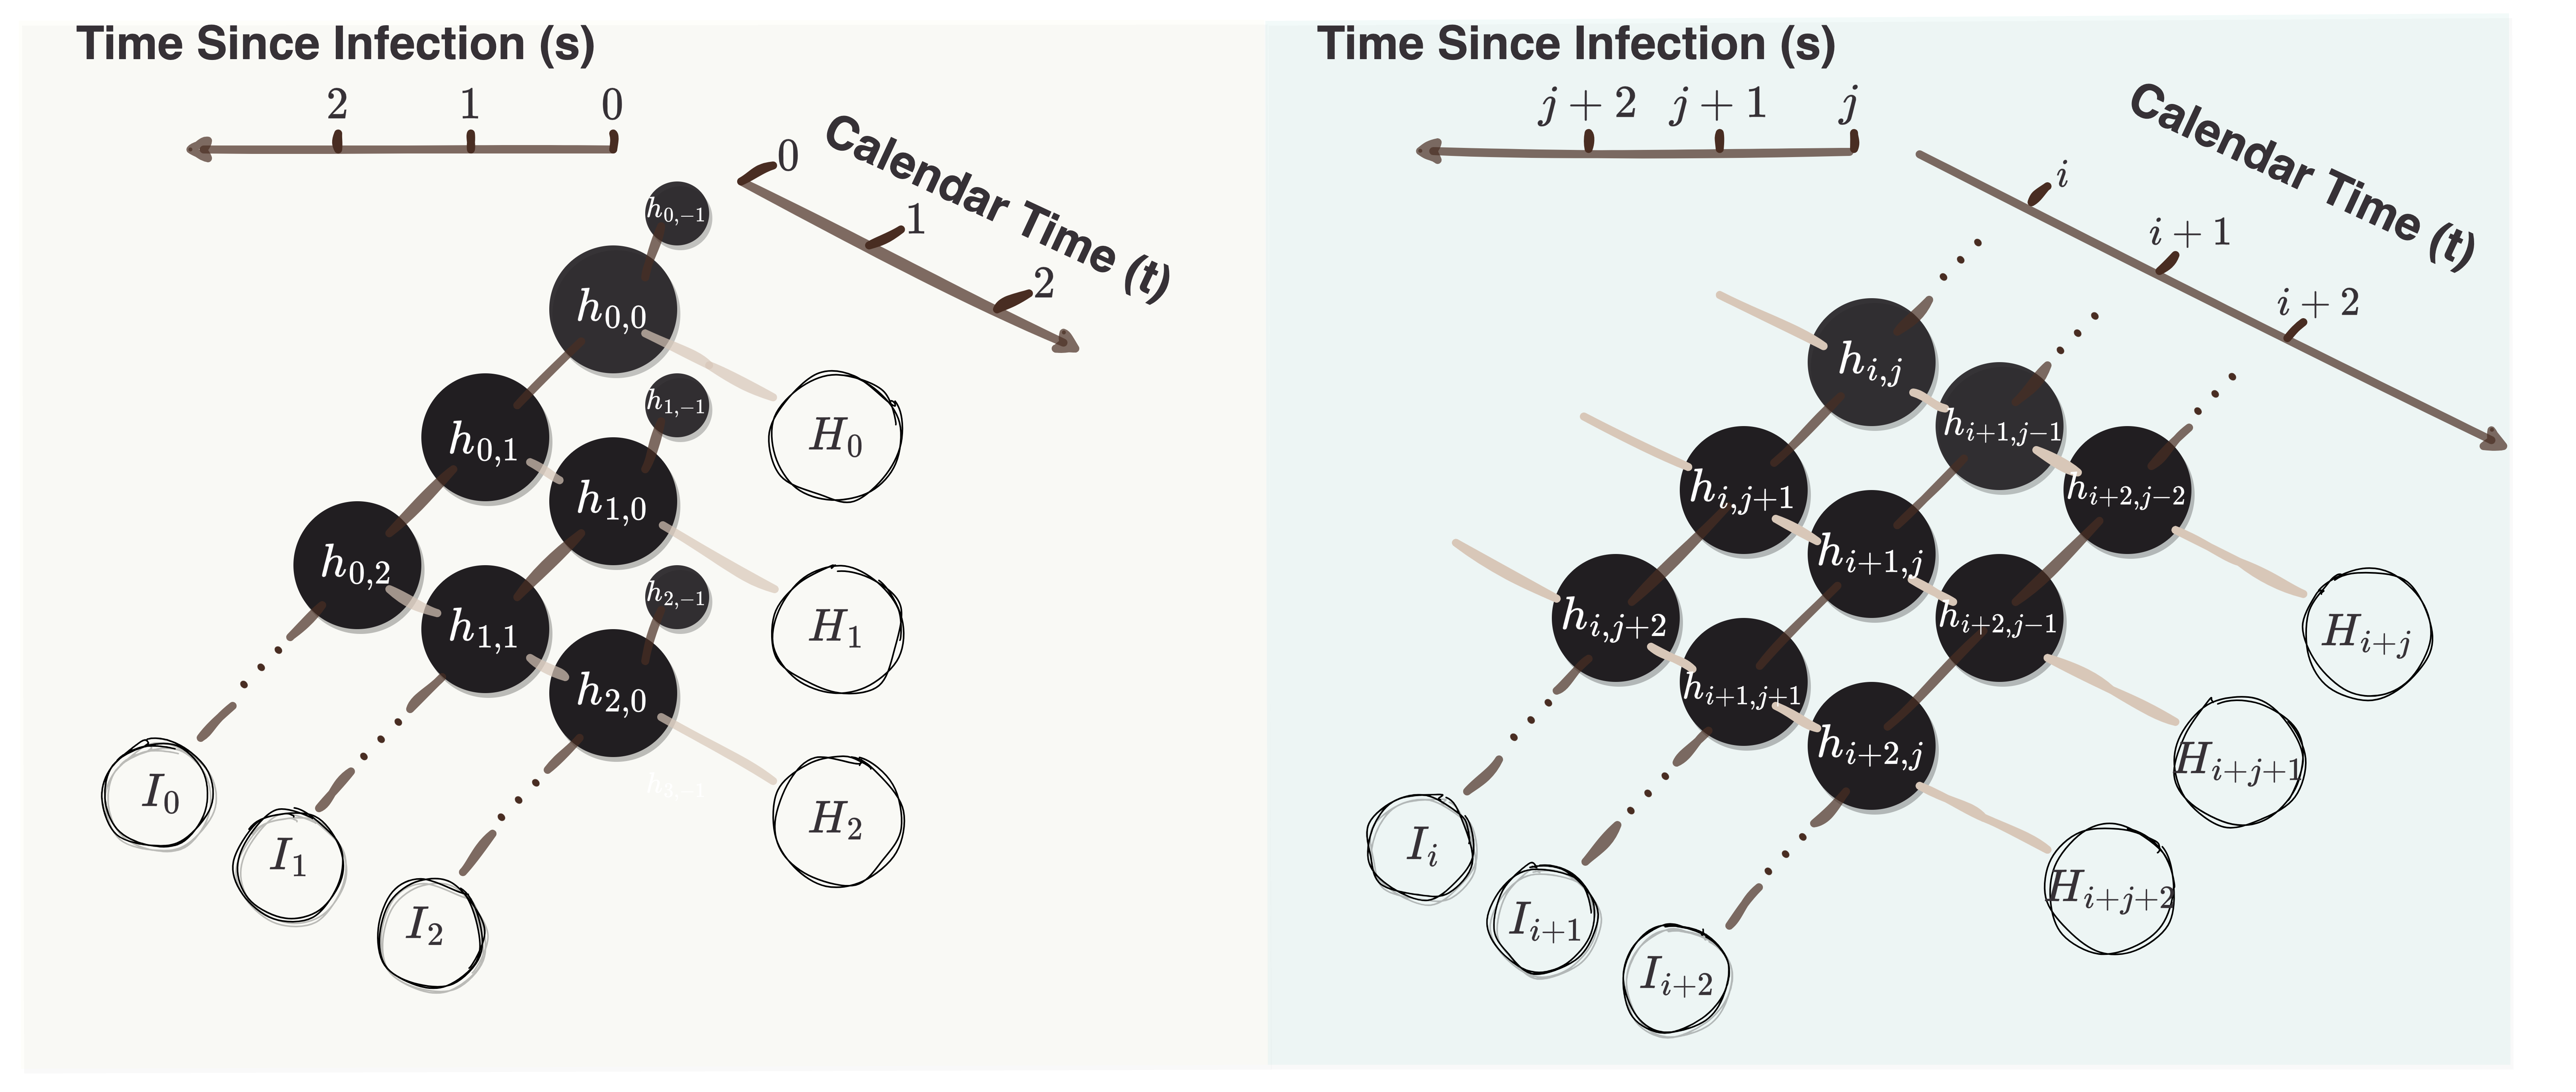 Time Since Infection (s)
2 1 0
0
Calendar Time (t)
1
2
h_{0,-1}
h_{0,0}
h_{1,-1}
h_{0,1}
H_0
h_{1,0}
h_{0,2}
h_{2,-1}
h_{1,1}
H_1
h_{2,0}
h_{3,-1}
I_0
H_2
I_1
I_2
Time Since Infection (s)
j + 2 j + 1 j
Calendar Time (t)
i
i + 1
i + 2
h_{i,j}
h_{i+1,j-1}
h_{i,j+1}
h_{i+2,j-2}
h_{i+1,j}
h_{i,j+2}
h_{i+2,j-1}
H_{i+j}
h_{i+1,j+1}
h_{i+2,j}
H_{i+j+1}
I_i
H_{i+j+2}
I_{i+1}
I_{i+2}